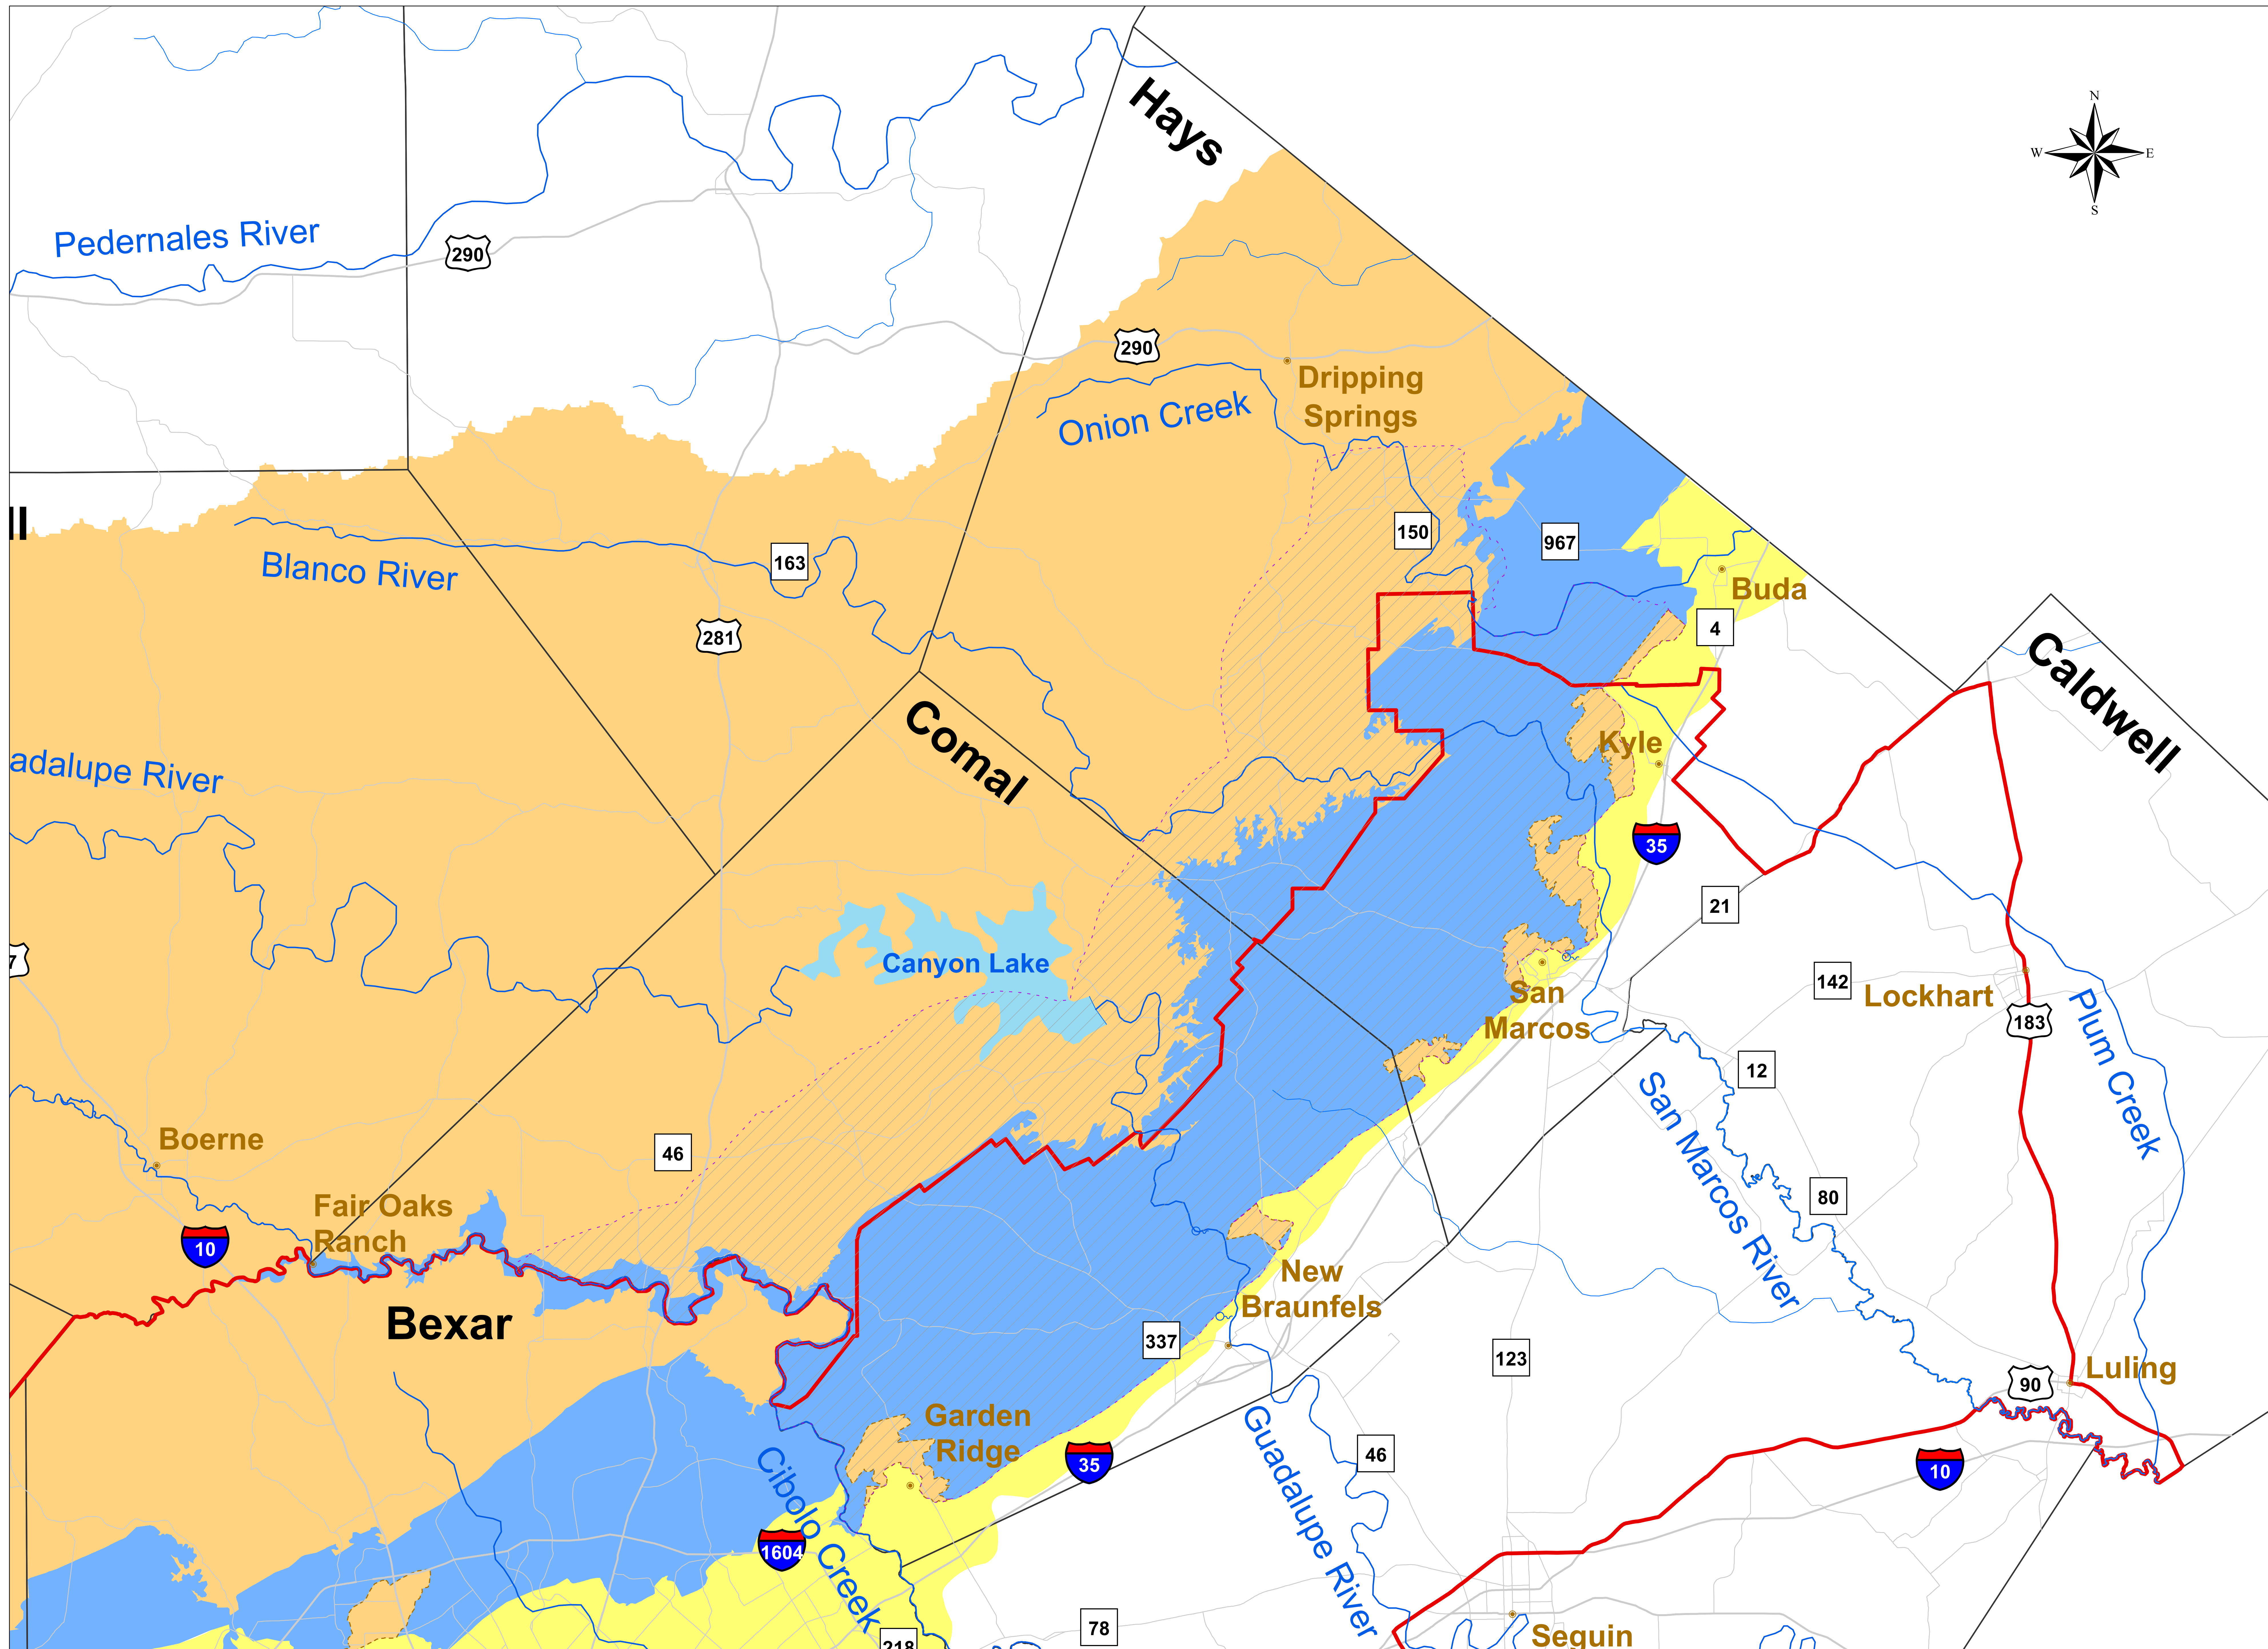 Hays
N
W
E
S
Pedernales River
290
290
Dripping
Springs
Onion Creek
ll
150
967
Blanco River
163
Buda
4
281
Caldwell
Comal
Kyle
adalupe River
35
21
7
Canyon Lake
142
Lockhart
San
Marcos
183
Plum Creek
12
San Marcos River
Boerne
46
80
Fair Oaks
Ranch
10
Bexar
New
Braunfels
337
123
Luling
90
Garden
Ridge
35
Guadalupe River
46
10
Cibolo Creek
1604
78
218
Seguin